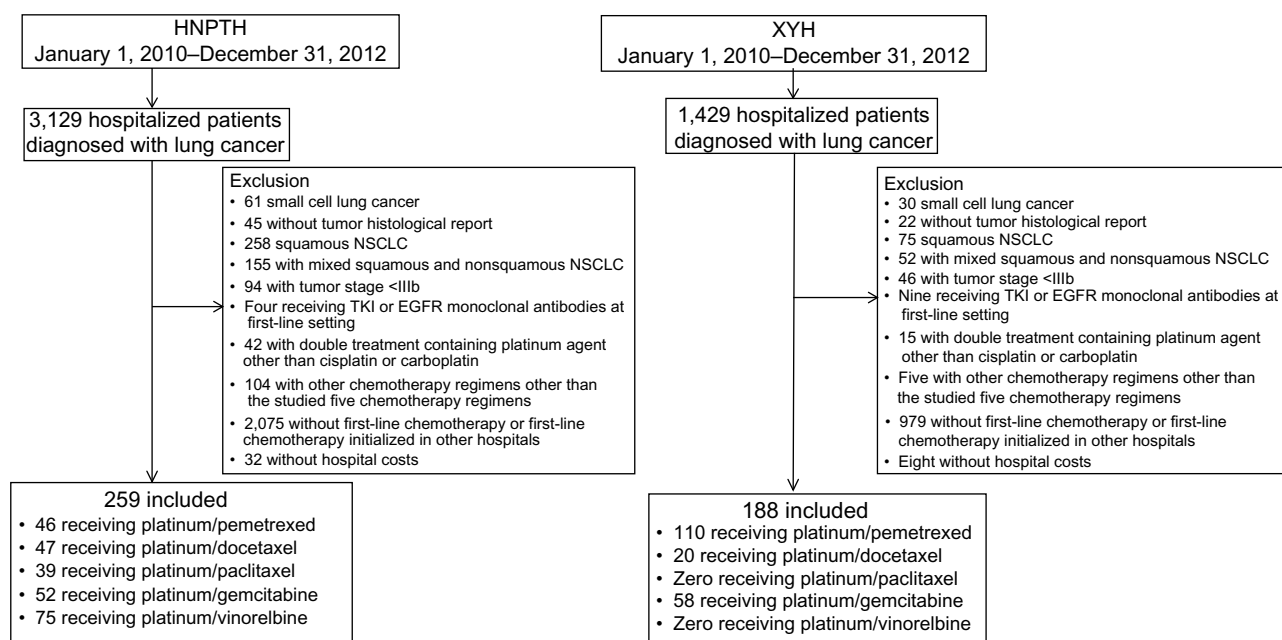 HNPTH
January 1, 2010–December 31, 2012
3,129 hospitalized patients
diagnosed with lung cancer
Exclusion
• 61 small cell lung cancer
• 45 without tumor histological report
• 258 squamous NSCLC
• 155 with mixed squamous and nonsquamous NSCLC
• 94 with tumor stage <IIIb
• Four receiving TKI or EGFR monoclonal antibodies at
first-line setting
• 42 with double treatment containing platinum agent
other than cisplatin or carboplatin
• 104 with other chemotherapy regimens other than
the studied five chemotherapy regimens
• 2,075 without first-line chemotherapy or first-line
chemotherapy initialized in other hospitals
• 32 without hospital costs
259 included
• 46 receiving platinum/pemetrexed
• 47 receiving platinum/docetaxel
• 39 receiving platinum/paclitaxel
• 52 receiving platinum/gemcitabine
• 75 receiving platinum/vinorelbine
XYH
January 1, 2010–December 31, 2012
1,429 hospitalized patients
diagnosed with lung cancer
Exclusion
• 30 small cell lung cancer
• 22 without tumor histological report
• 75 squamous NSCLC
• 52 with mixed squamous and nonsquamous NSCLC
• 46 with tumor stage <IIIb
• Nine receiving TKI or EGFR monoclonal antibodies at
first-line setting
• 15 with double treatment containing platinum agent
other than cisplatin or carboplatin
• Five with other chemotherapy regimens other than
the studied five chemotherapy regimens
• 979 without first-line chemotherapy or first-line
chemotherapy initialized in other hospitals
• Eight without hospital costs
188 included
• 110 receiving platinum/pemetrexed
• 20 receiving platinum/docetaxel
• Zero receiving platinum/paclitaxel
• 58 receiving platinum/gemcitabine
• Zero receiving platinum/vinorelbine